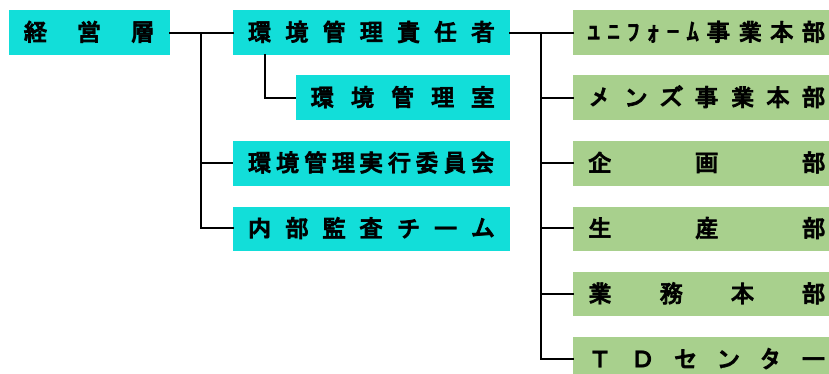 経営層
環境管理責任者
環境管理室
環境管理実行委員会
内部監査チーム
ユニフォーム事業本部
メンズ事業本部
企画部
生産部
業務本部
ＴＤセンター